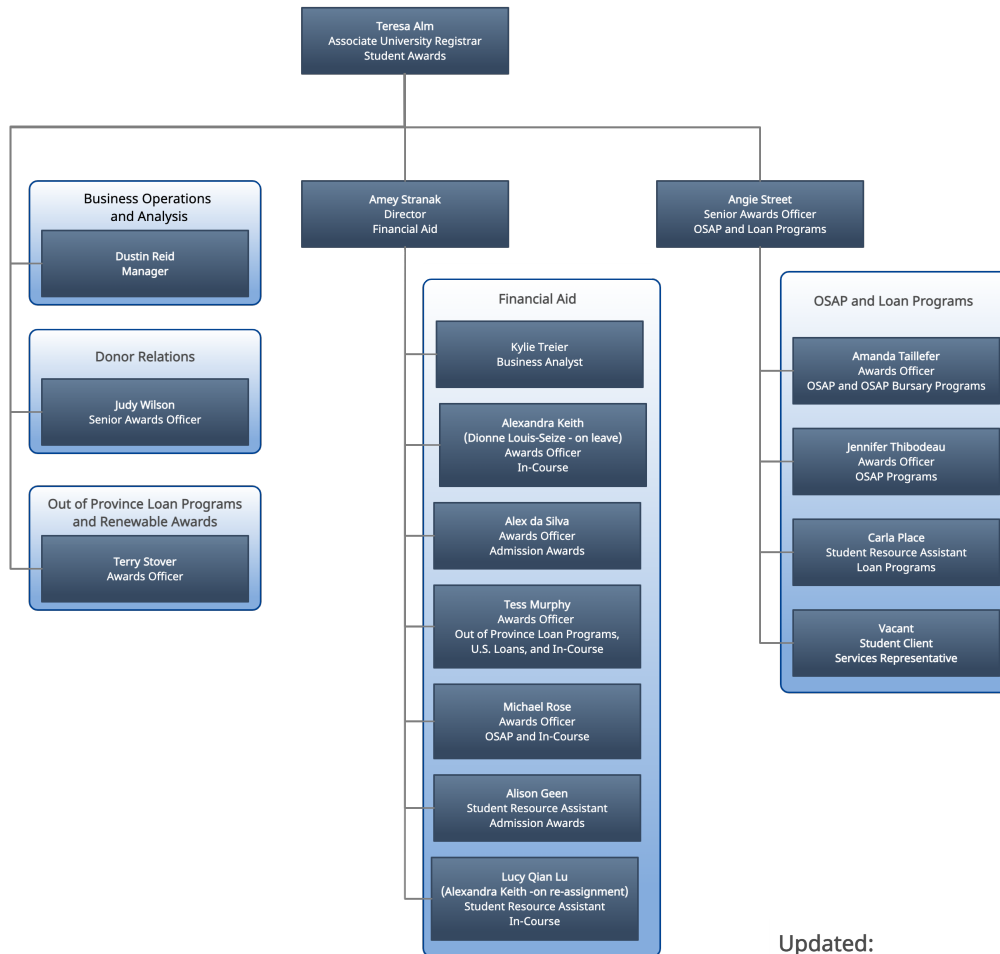 Teresa Alm
Associate University Registrar
Student Awards
Business Operations
and Analysis
Dustin Reid
Manager
Donor Relations
Judy Wilson
Senior Awards Officer
Out of Province Loan Programs
and Renewable Awards
Terry Stover
Awards Officer
Amey Stranak
Director
Financial Aid
Financial Aid
Kylie Treier
Business Analyst
Alexandra Keith
(Dionne Louis-Seize - on leave)
Awards Officer
In-Course
Alex da Silva
Awards Officer
Admission Awards
Tess Murphy
Awards Officer
Out of Province Loan Programs,
U.S. Loans, and In-Course
Michael Rose
Awards Officer
OSAP and In-Course
Alison Geen
Student Resource Assistant
Admission Awards
Lucy Qian Lu
(Alexandra Keith -on re-assignment)
Student Resource Assistant
In-Course
Angie Street
Senior Awards Officer
OSAP and Loan Programs
OSAP and Loan Programs
Amanda Taillefer
Awards Officer
OSAP and OSAP Bursary Programs
Jennifer Thibodeau
Awards Officer
OSAP Programs
Carla Place
Student Resource Assistant
Loan Programs
Vacant
Student Client
Services Representative
Updated: